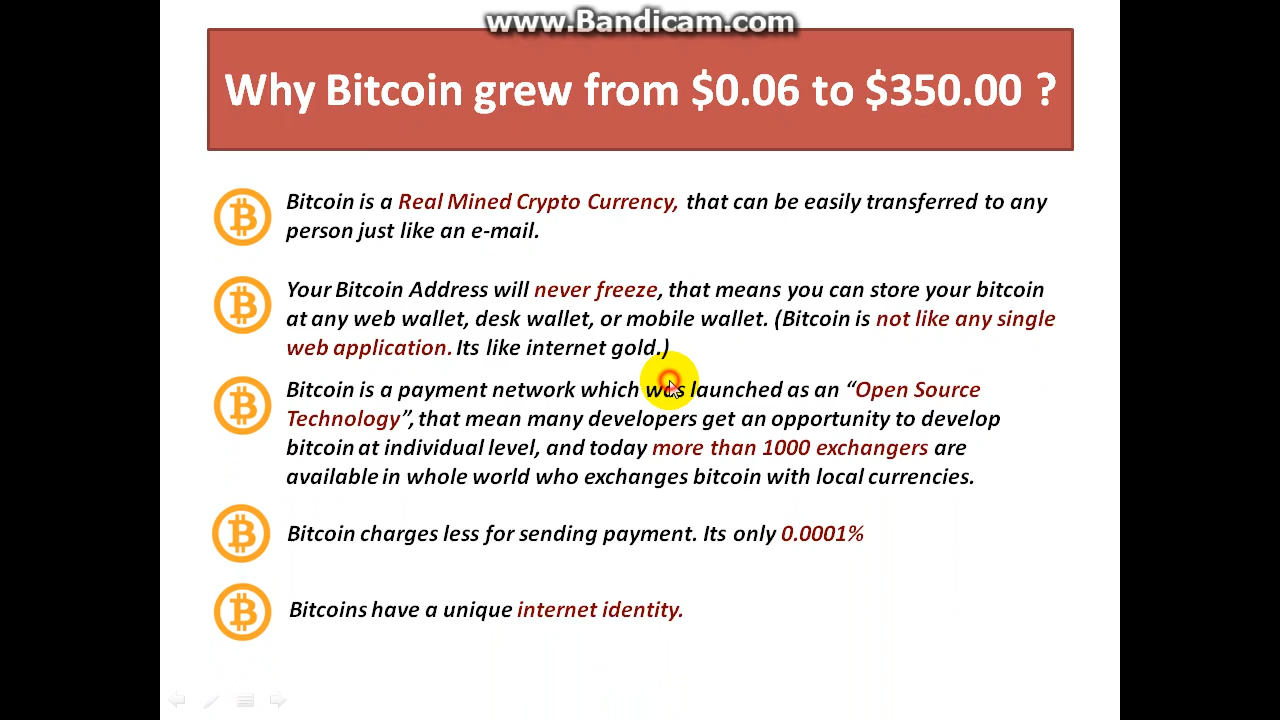 www.Bandicam.com
Why Bitcoin grew from $0.06 to $350.00 ?
Bitcoin is a Real Mined Crypto Currency, that can be easily transferred to any
person just like an e-mail.
Your Bitcoin Address will never freeze, that means you can store your bitcoin
at any web wallet, desk wallet, or mobile wallet. (Bitcoin is not like any single
web application. Its like internet gold.)
Bitcoin is a payment network which was launched as an “Open Source
Technology”, that mean many developers get an opportunity to develop
bitcoin at individual level, and today more than 1000 exchangers are
available in whole world who exchanges bitcoin with local currencies.
Bitcoin charges less for sending payment. Its only 0.0001%
Bitcoins have a unique internet identity.